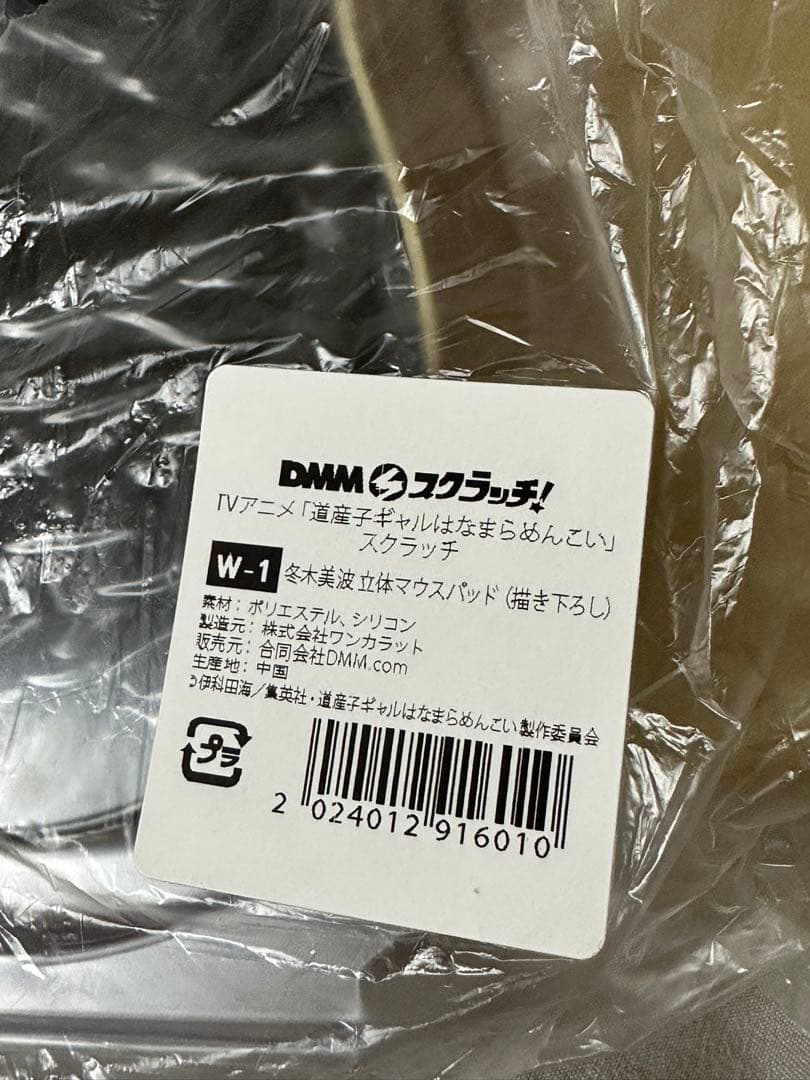 DMMスクラッチ!
TVアニメ「道産子ギャルはなまらめんこい」
スクラッチ
W-1 冬木美波 立体マウスパッド (描き下ろし)
素材: ポリエステル、シリコン
製造元: 株式会社ワンカラット
販売元: 合同会社DMM.com
生産地: 中国
伊科田海/集英社・道産子ギャルはなまらめんこい 製作委員会
プラ
2 024012 916010